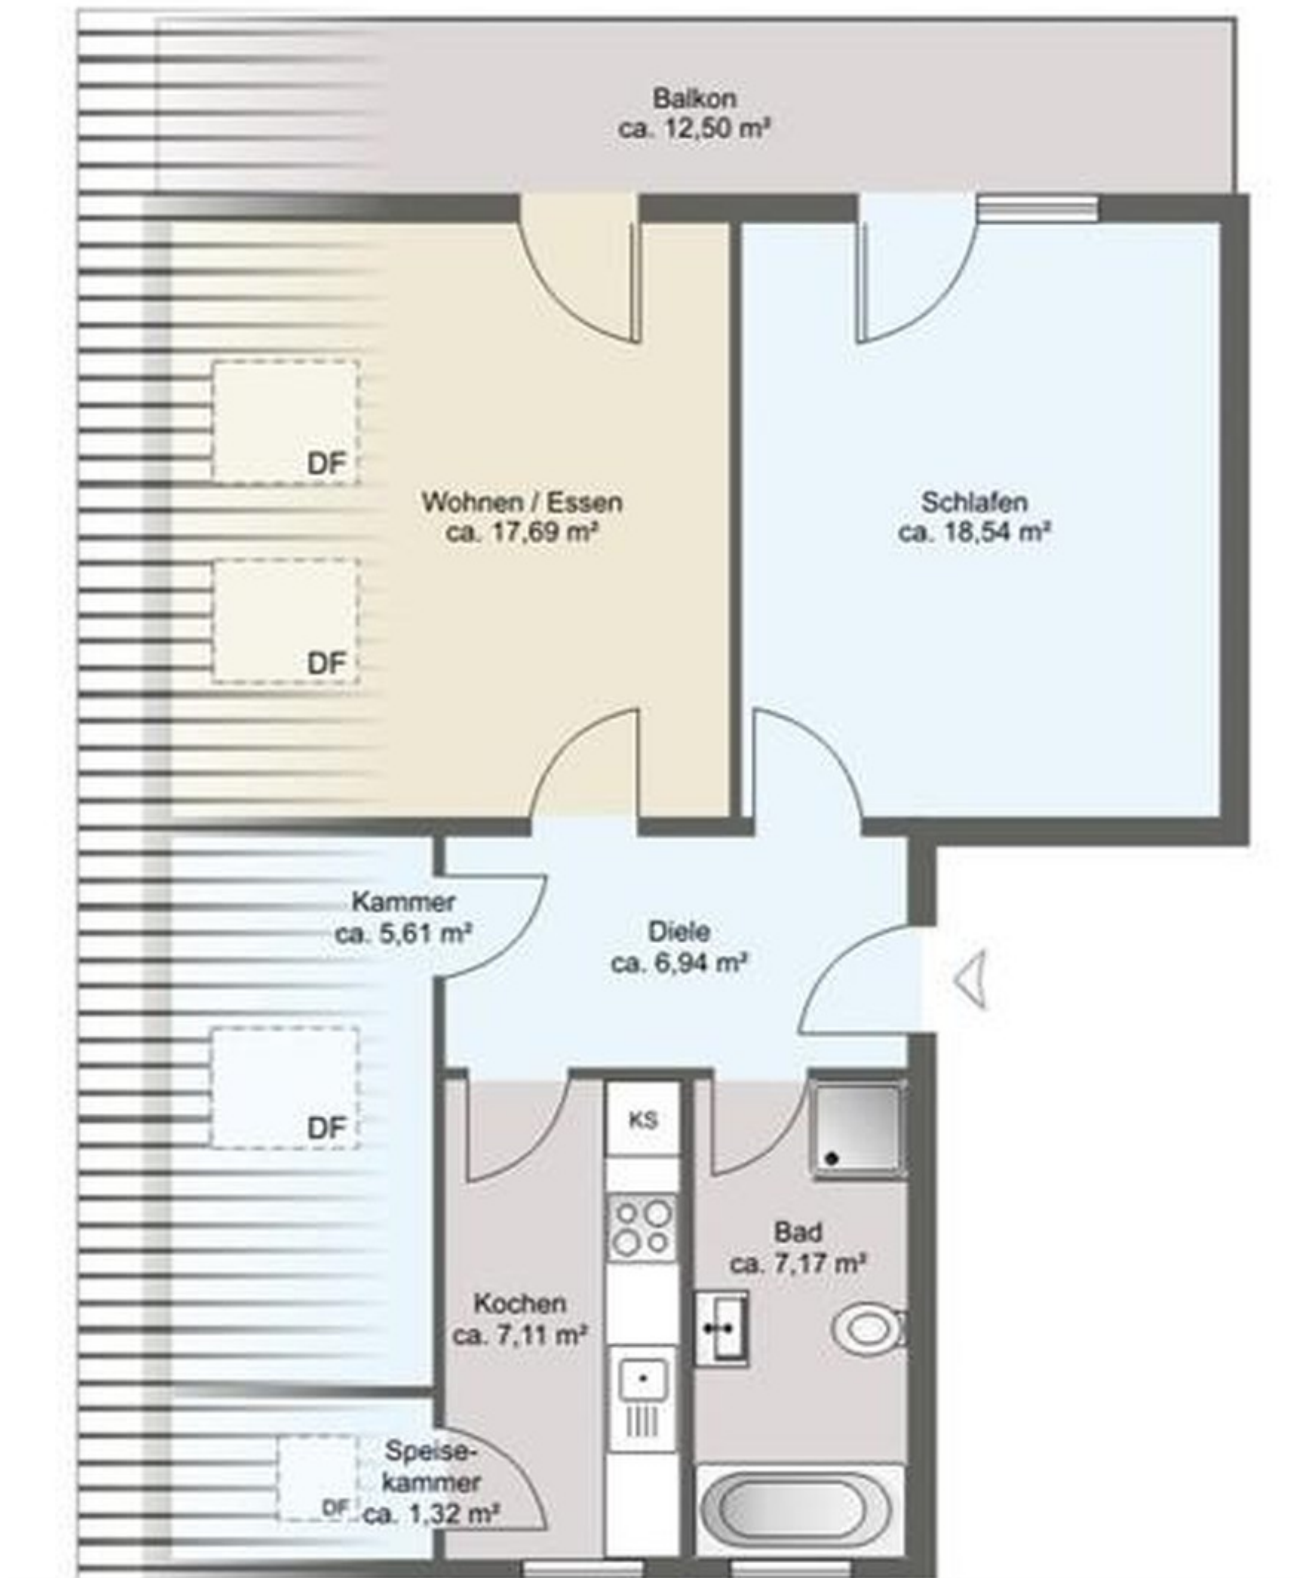 Balkon
ca. 12,50 m²
DF
Wohnen / Essen
ca. 17,69 m²
Schlafen
ca. 18,54 m²
DF
Kammer
ca. 5,61 m²
Diele
ca. 6,94 m²
DF
KS
Bad
ca. 7,17 m²
Kochen
ca. 7,11 m²
Speise-
kammer
ca. 1,32 m²
DF